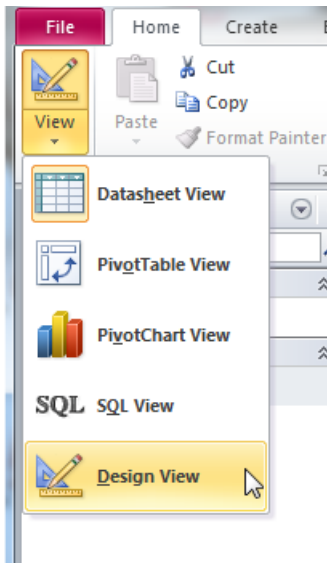 File
Home
Create
View
Paste
Cut
Copy
Format Painter
Datasheet View
PivotTable View
PivotChart View
SQL SQL View
Design View